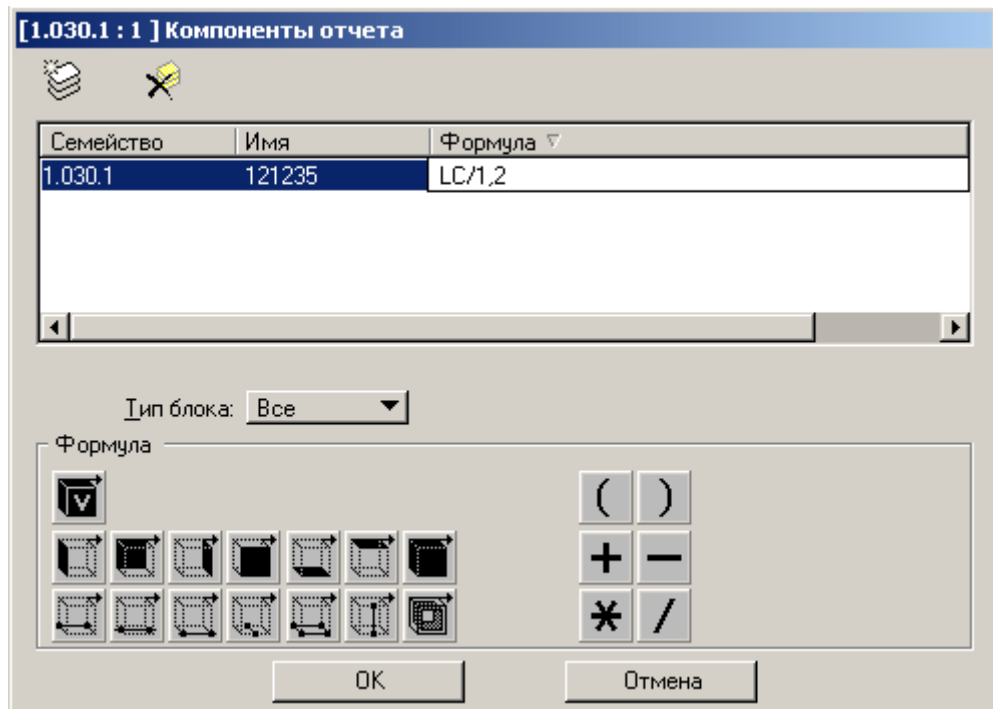 [1.030.1 : 1 ] Компоненты отчета
Семейство Имя Формула
1.030.1 121235 LC/1,2
Тип блока: Все
Формула
V ( )
+ −
* /
OK Отмена